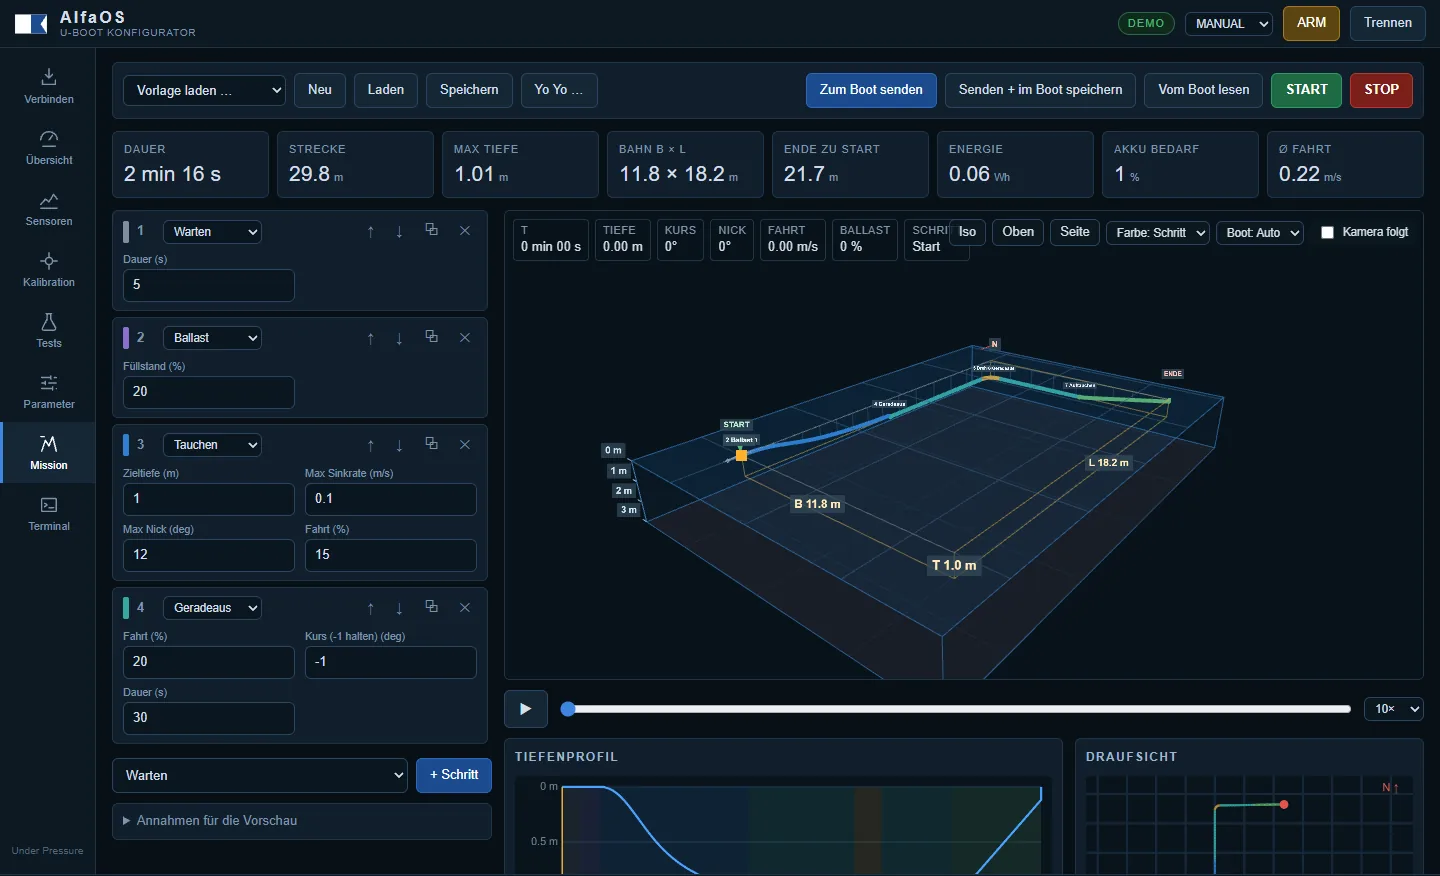 AlfaOS
U-BOOT KONFIGURATOR
DEMO
MANUAL
ARM
Trennen
Verbinden
Übersicht
Sensoren
Kalibration
Tests
Parameter
Mission
Terminal
Under Pressure
Vorlage laden ...
Neu
Laden
Speichern
Yo Yo ...
Zum Boot senden
Senden + im Boot speichern
Vom Boot lesen
START
STOP
DAUER
2 min 16 s
STRECKE
29.8 m
MAX TIEFE
1.01 m
BAHN B × L
11.8 × 18.2 m
ENDE ZU START
21.7 m
ENERGIE
0.06 Wh
AKKU BEDARF
1 %
Ø FAHRT
0.22 m/s
1 Warten
Dauer (s)
5
2 Ballast
Füllstand (%)
20
3 Tauchen
Zieltiefe (m) Max Sinkrate (m/s)
1 0.1
Max Nick (deg) Fahrt (%)
12 15
4 Geradeaus
Fahrt (%) Kurs (-1 halten) (deg)
20 -1
Dauer (s)
30
Warten
+ Schritt
▶ Annahmen für die Vorschau
T
0 min 00 s
TIEFE
0.00 m
KURS
0°
NICK
0°
FAHRT
0.00 m/s
BALLAST
0 %
SCHRI
Start
Iso
Oben
Seite
Farbe: Schritt
Boot: Auto
Kamera folgt
N
ENDE
7 Auftauchen
4 Geradeaus
START
2 Ballast 1
0 m
1 m
2 m
3 m
L 18.2 m
B 11.8 m
T 1.0 m
10×
TIEFENPROFIL
0 m
0.5 m
DRAUFSICHT
N ↑